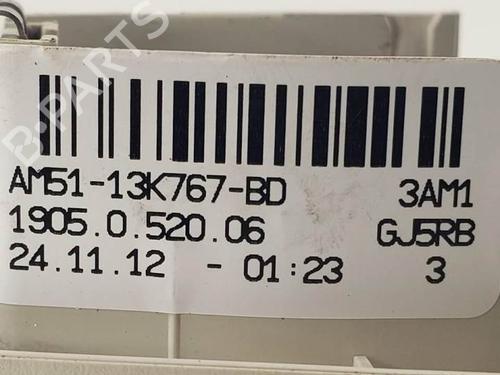 B-PARTS
AM51-13K767-BD 3AM1
1905.0.520.06 GJ5RB
24.11.12 - 01:23 3